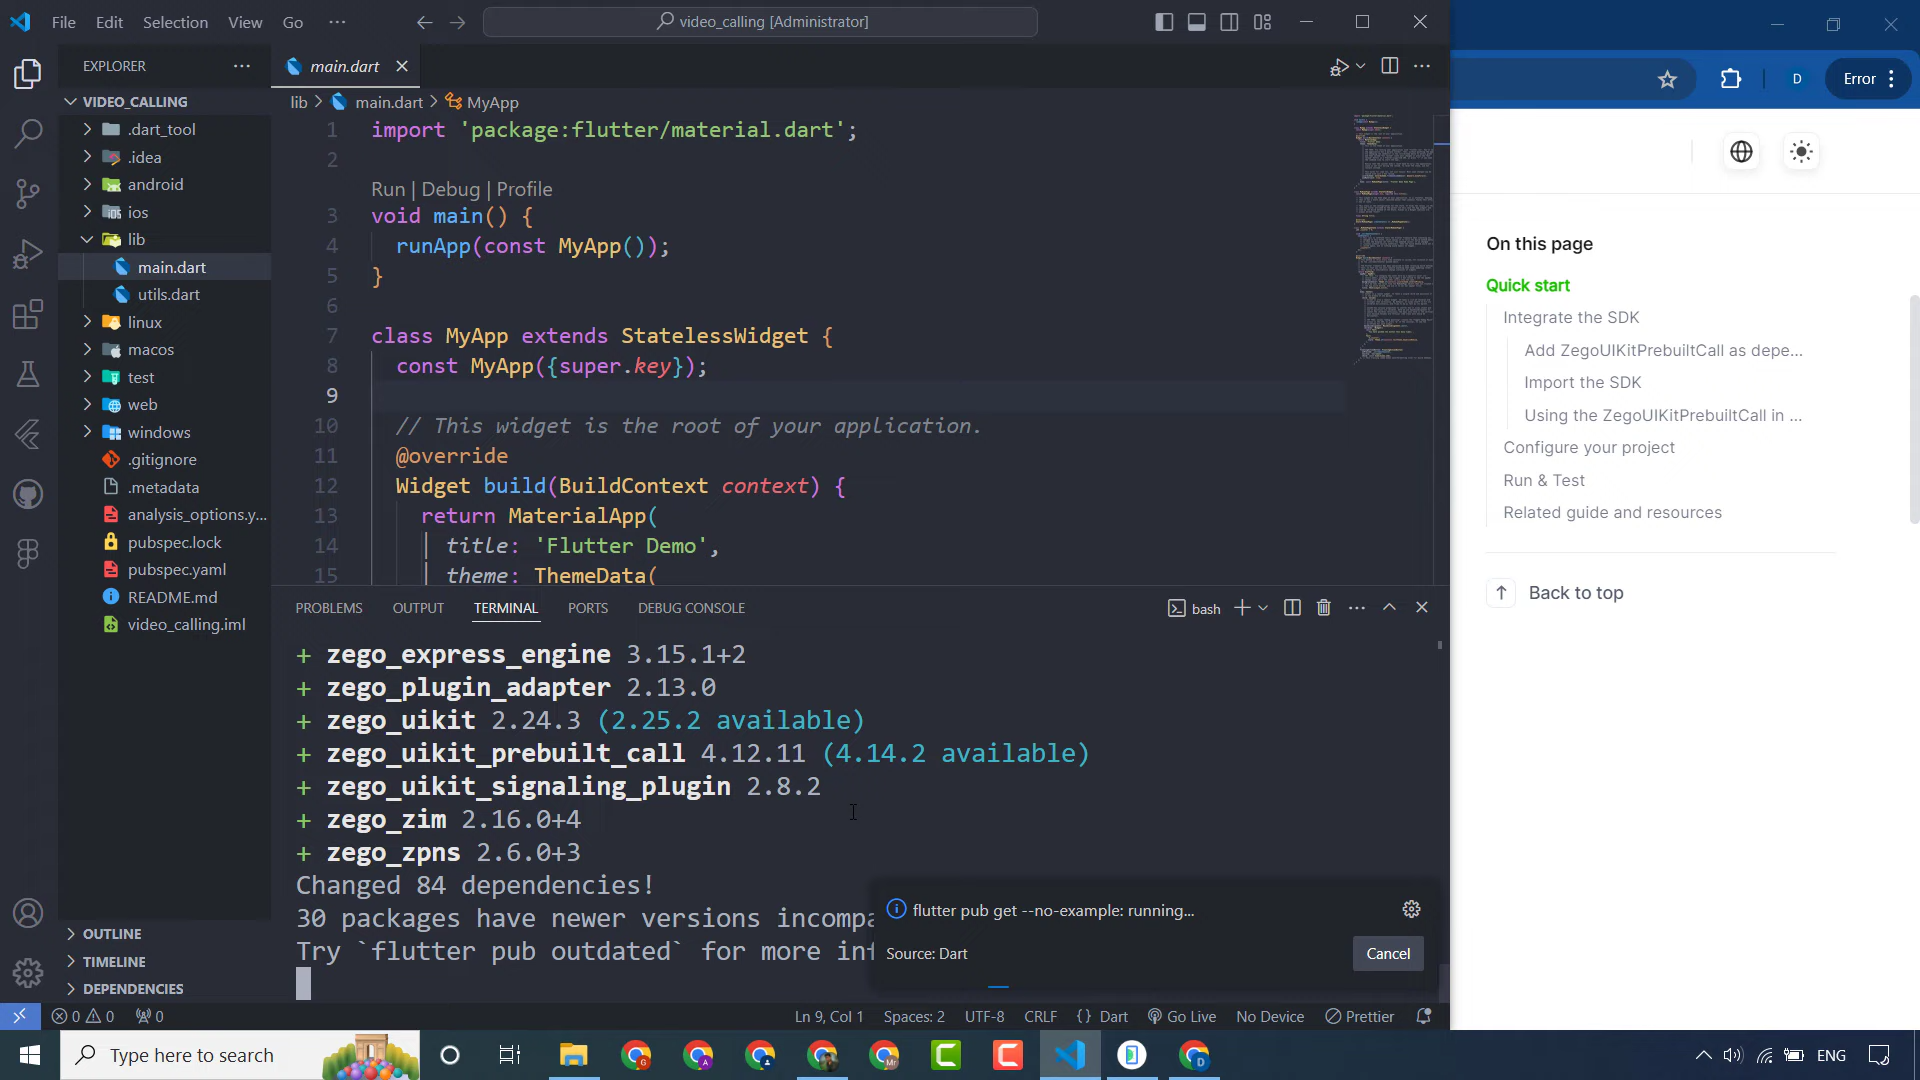 File Edit Selection View Go ···
video_calling [Administrator]
EXPLORER ···
VIDEO_CALLING
.dart_tool
.idea
android
ios
lib
main.dart
utils.dart
linux
macos
test
web
windows
.gitignore
.metadata
analysis_options.y...
pubspec.lock
pubspec.yaml
README.md
video_calling.iml
OUTLINE
TIMELINE
DEPENDENCIES
main.dart
lib > main.dart > MyApp
1 import 'package:flutter/material.dart';
2
Run | Debug | Profile
3 void main() {
4 runApp(const MyApp());
5 }
6
7 class MyApp extends StatelessWidget {
8 const MyApp({super.key});
9
10 // This widget is the root of your application.
11 @override
12 Widget build(BuildContext context) {
13 return MaterialApp(
14 title: 'Flutter Demo',
15 theme: ThemeData(
PROBLEMS OUTPUT TERMINAL PORTS DEBUG CONSOLE
bash
+ zego_express_engine 3.15.1+2
+ zego_plugin_adapter 2.13.0
+ zego_uikit 2.24.3 (2.25.2 available)
+ zego_uikit_prebuilt_call 4.12.11 (4.14.2 available)
+ zego_uikit_signaling_plugin 2.8.2
+ zego_zim 2.16.0+4
+ zego_zpns 2.6.0+3
Changed 84 dependencies!
30 packages have newer versions incompa
Try `flutter pub outdated` for more inf
flutter pub get --no-example: running...
Source: Dart
Cancel
0 0 0
Ln 9, Col 1 Spaces: 2 UTF-8 CRLF {} Dart Go Live No Device Prettier
D Error
On this page
Quick start
Integrate the SDK
Add ZegoUIKitPrebuiltCall as depe...
Import the SDK
Using the ZegoUIKitPrebuiltCall in ...
Configure your project
Run & Test
Related guide and resources
Back to top
Type here to search
ENG